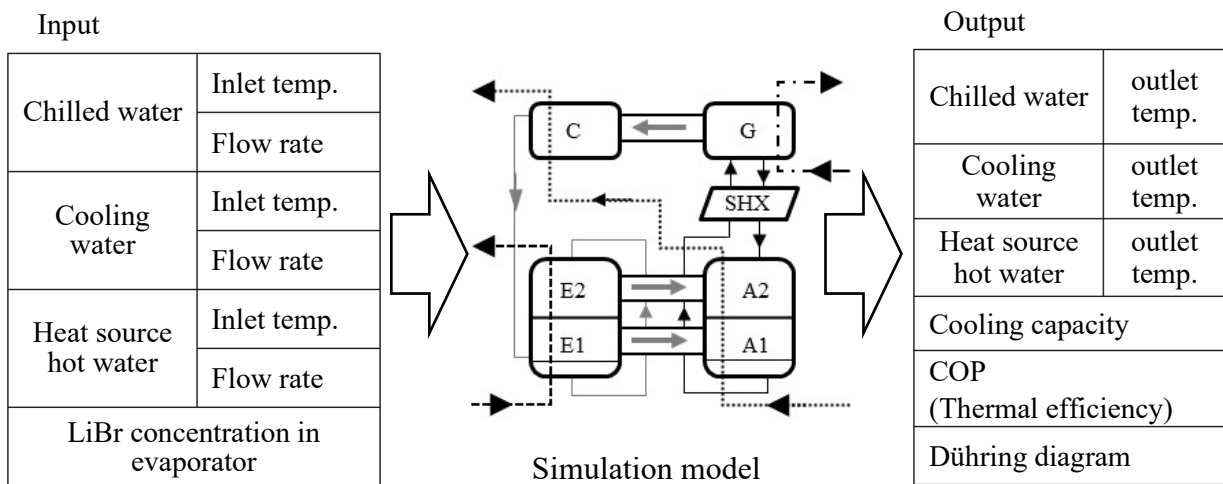 Input
Chilled water
Inlet temp.
Flow rate
Cooling
water
Inlet temp.
Flow rate
Heat source
hot water
Inlet temp.
Flow rate
LiBr concentration in
evaporator
C
G
SHX
E2
A2
E1
A1
Simulation model
Output
Chilled water
outlet
temp.
Cooling
water
outlet
temp.
Heat source
hot water
outlet
temp.
Cooling capacity
COP
(Thermal efficiency)
Dühring diagram